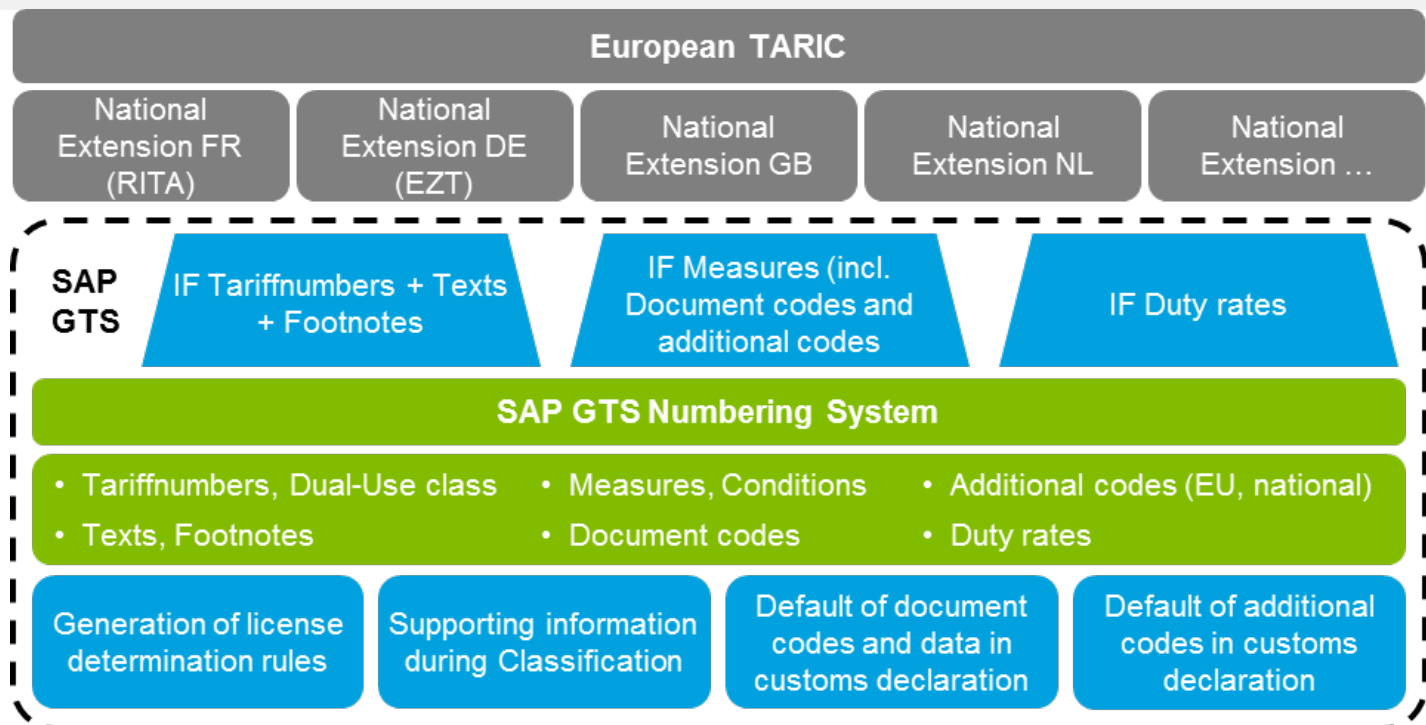 European TARIC
National
Extension FR
(RITA)
National
Extension DE
(EZT)
National
Extension GB
National
Extension NL
National
Extension …
SAP
GTS
IF Tariffnumbers + Texts
+ Footnotes
IF Measures (incl.
Document codes and
additional codes
IF Duty rates
SAP GTS Numbering System
• Tariffnumbers, Dual-Use class
• Texts, Footnotes
• Measures, Conditions
• Document codes
• Additional codes (EU, national)
• Duty rates
Generation of license
determination rules
Supporting information
during Classification
Default of document
codes and data in
customs declaration
Default of additional
codes in customs
declaration